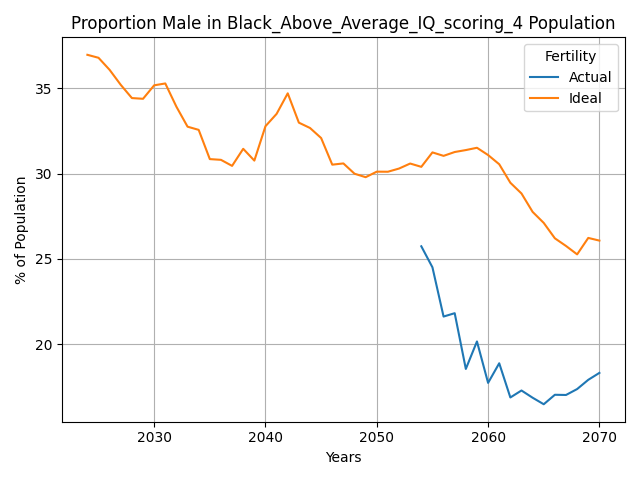 Proportion Male in Black_Above_Average_IQ_scoring_4 Population
Fertility
Actual
Ideal
% of Population
35
30
25
20
2030
2040
2050
2060
2070
Years